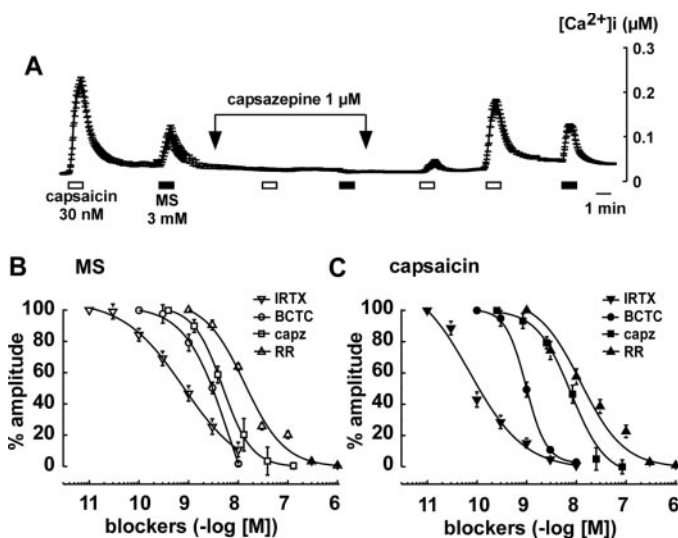 [Ca2+]i (µM)
A
0.3
0.2
0.1
0
capsazepine 1 µM
capsaicin
30 nM
MS
3 mM
1 min
B MS
IRTX
BCTC
capz
RR
100
80
60
40
20
0
% amplitude
11 10 9 8 7 6
blockers (-log [M])
C capsaicin
IRTX
BCTC
capz
RR
100
80
60
40
20
0
% amplitude
11 10 9 8 7 6
blockers (-log [M])